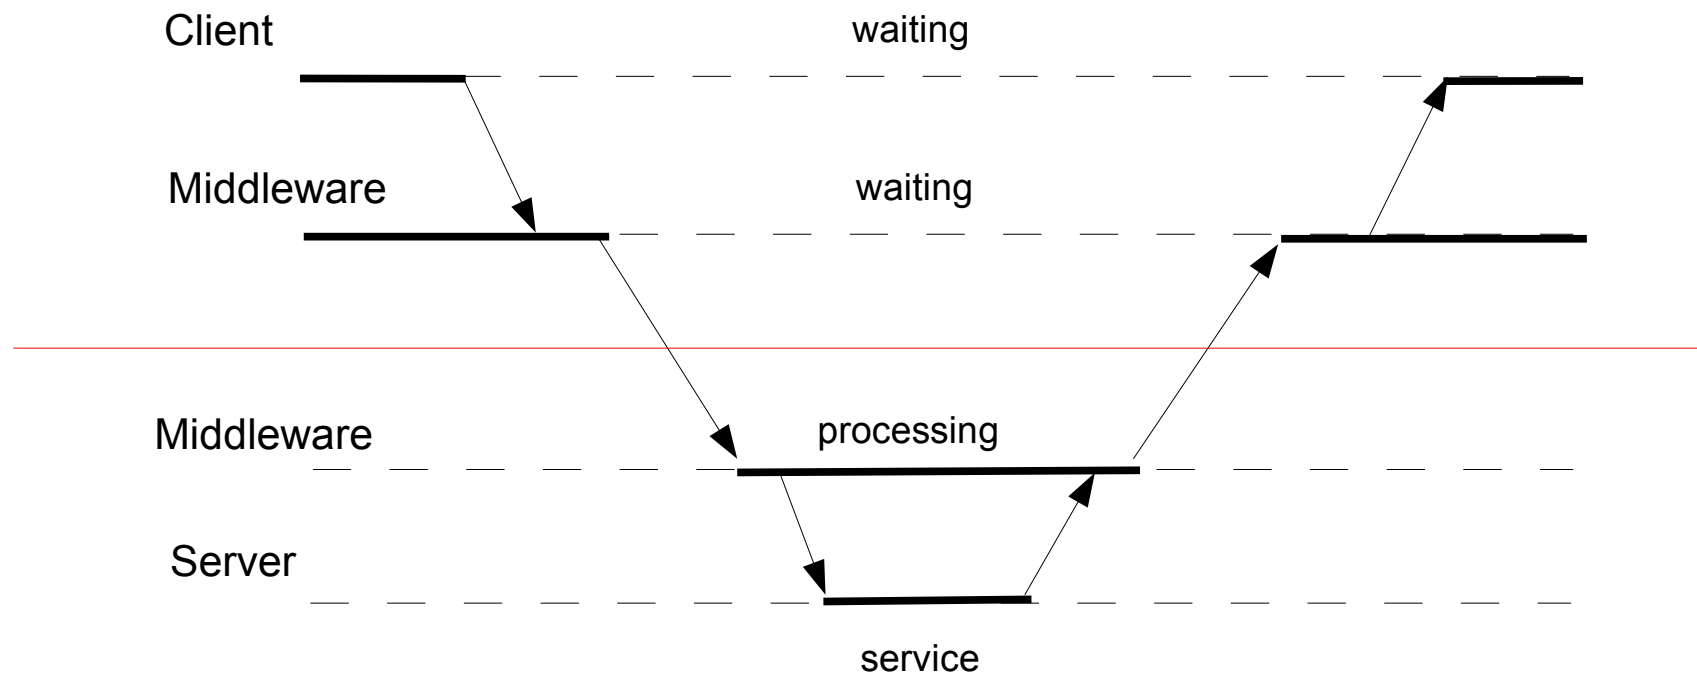 Client
waiting
Middleware
waiting
Middleware
processing
Server
service